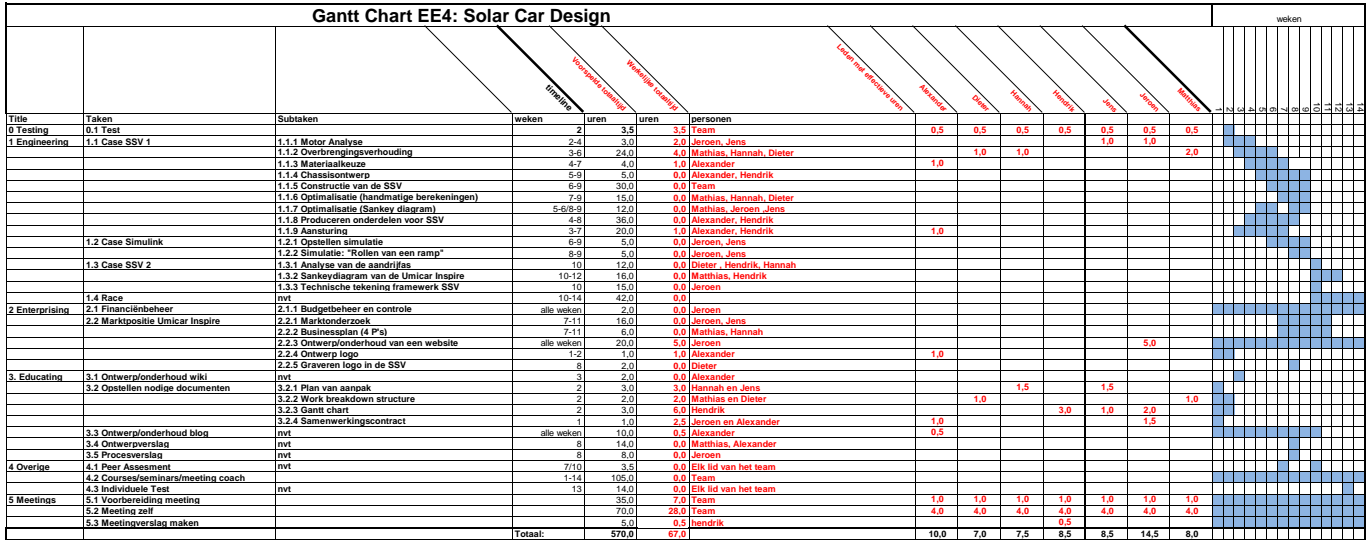 Gantt Chart EE4: Solar Car Design
weken
timeline
Voorspelde totaaltijd
Werkelijke totaaltijd
Leden met effectieve uren
Alexander
Dieter
Hannah
Hendrik
Jens
Jeroen
Matthias
1 2 3 4 5 6 7 8 9 10 11 12 13 14
Title Taken Subtaken weken uren uren personen
0 Testing 0.1 Test 2 3,5 3,5 Team 0,5 0,5 0,5 0,5 0,5 0,5 0,5
1 Engineering 1.1 Case SSV 1 1.1.1 Motor Analyse 2-4 3,0 2,0 Jeroen, Jens 1,0 1,0
1.1.2 Overbrengingsverhouding 3-6 24,0 4,0 Mathias, Hannah, Dieter 1,0 1,0 2,0
1.1.3 Materiaalkeuze 4-7 4,0 1,0 Alexander 1,0
1.1.4 Chassisontwerp 5-9 5,0 0,0 Alexander, Hendrik
1.1.5 Constructie van de SSV 6-9 30,0 0,0 Team
1.1.6 Optimalisatie (handmatige berekeningen) 7-9 15,0 0,0 Mathias, Hannah, Dieter
1.1.7 Optimalisatie (Sankey diagram) 5-6/8-9 12,0 0,0 Mathias, Jeroen ,Jens
1.1.8 Produceren onderdelen voor SSV 4-8 36,0 0,0 Alexander, Hendrik
1.1.9 Aansturing 3-7 20,0 1,0 Alexander, Hendrik 1,0
1.2 Case Simulink 1.2.1 Opstellen simulatie 6-9 5,0 0,0 Jeroen, Jens
1.2.2 Simulatie: "Rollen van een ramp" 8-9 5,0 0,0 Jeroen, Jens
1.3 Case SSV 2 1.3.1 Analyse van de aandrijfas 10 12,0 0,0 Dieter , Hendrik, Hannah
1.3.2 Sankeydiagram van de Umicar Inspire 10-12 16,0 0,0 Matthias, Hendrik
1.3.3 Technische tekening framewerk SSV 10 15,0 0,0 Jeroen
1.4 Race nvt 10-14 42,0 0,0
2 Enterprising 2.1 Financiënbeheer 2.1.1 Budgetbeheer en controle alle weken 2,0 0,0 Jeroen
2.2 Marktpositie Umicar Inspire 2.2.1 Marktonderzoek 7-11 16,0 0,0 Jeroen, Jens
2.2.2 Businessplan (4 P's) 7-11 6,0 0,0 Mathias, Hannah
2.2.3 Ontwerp/onderhoud van een website alle weken 20,0 5,0 Jeroen 5,0
2.2.4 Ontwerp logo 1-2 1,0 1,0 Alexander 1,0
2.2.5 Graveren logo in de SSV 8 2,0 0,0 Dieter
3. Educating 3.1 Ontwerp/onderhoud wiki nvt 3 2,0 0,0 Alexander
3.2 Opstellen nodige documenten 3.2.1 Plan van aanpak 2 3,0 3,0 Hannah en Jens 1,5 1,5
3.2.2 Work breakdown structure 2 2,0 2,0 Mathias en Dieter 1,0 1,0
3.2.3 Gantt chart 2 3,0 6,0 Hendrik 3,0 1,0 2,0
3.2.4 Samenwerkingscontract 1 1,0 2,5 Jeroen en Alexander 1,0 1,5
3.3 Ontwerp/onderhoud blog nvt alle weken 10,0 0,5 Alexander 0,5
3.4 Ontwerpverslag nvt 8 14,0 0,0 Matthias, Alexander
3.5 Procesverslag nvt 8 8,0 0,0 Jeroen
4 Overige 4.1 Peer Assesment nvt 7/10 3,5 0,0 Elk lid van het team
4.2 Courses/seminars/meeting coach 1-14 105,0 0,0 Team
4.3 Individuele Test nvt 13 14,0 0,0 Elk lid van het team
5 Meetings 5.1 Voorbereiding meeting 35,0 7,0 Team 1,0 1,0 1,0 1,0 1,0 1,0 1,0
5.2 Meeting zelf 70,0 28,0 Team 4,0 4,0 4,0 4,0 4,0 4,0 4,0
5.3 Meetingverslag maken 5,0 0,5 hendrik 0,5
Totaal: 570,0 67,0 10,0 7,0 7,5 8,5 8,5 14,5 8,0